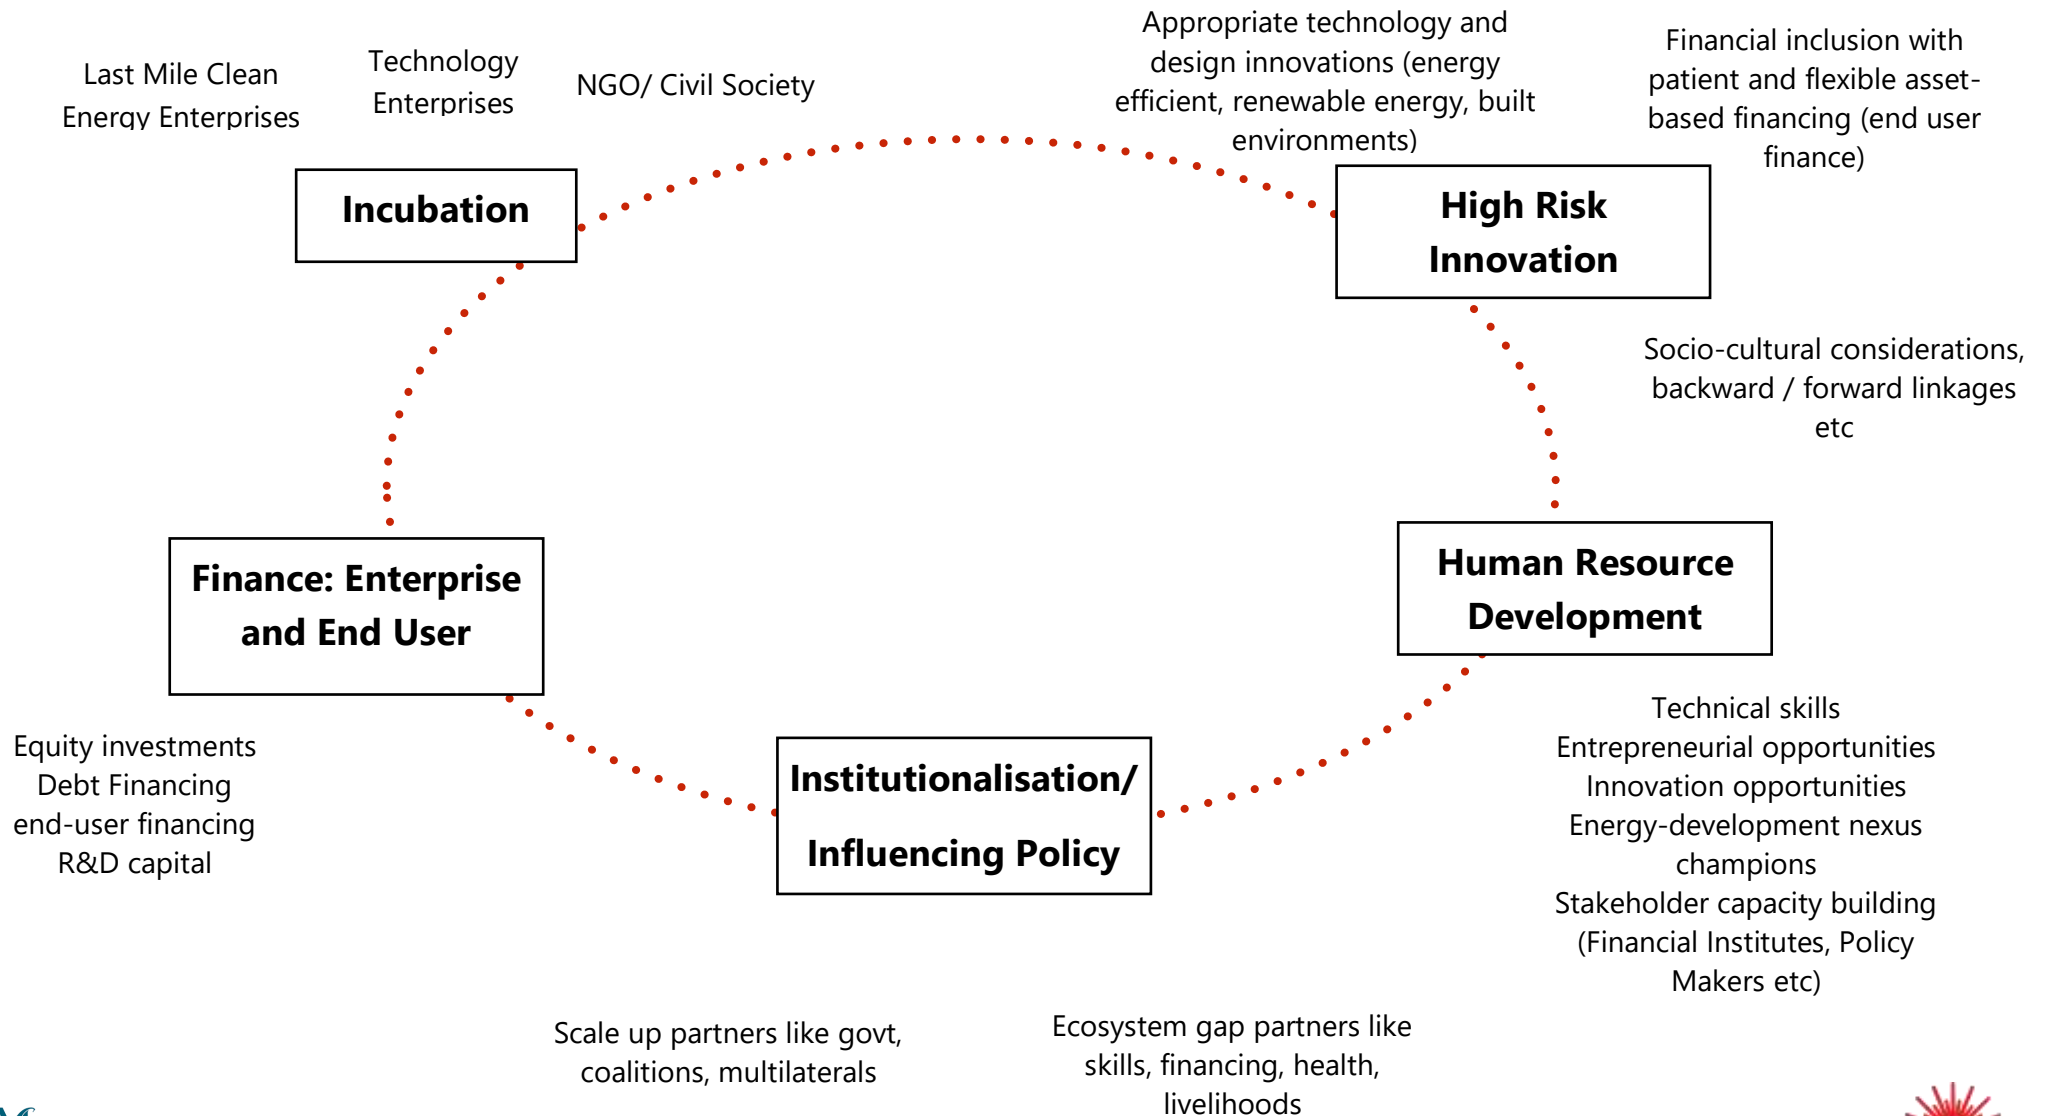 Last Mile Clean
Energy Enterprises
Technology
Enterprises
NGO/ Civil Society
Appropriate technology and
design innovations (energy
efficient, renewable energy, built
environments)
Financial inclusion with
patient and flexible asset-
based financing (end user
finance)
Incubation
High Risk
Innovation
Socio-cultural considerations,
backward / forward linkages
etc
Finance: Enterprise
and End User
Human Resource
Development
Equity investments
Debt Financing
end-user financing
R&D capital
Institutionalisation/
Influencing Policy
Technical skills
Entrepreneurial opportunities
Innovation opportunities
Energy-development nexus
champions
Stakeholder capacity building
(Financial Institutes, Policy
Makers etc)
Scale up partners like govt,
coalitions, multilaterals
Ecosystem gap partners like
skills, financing, health,
livelihoods